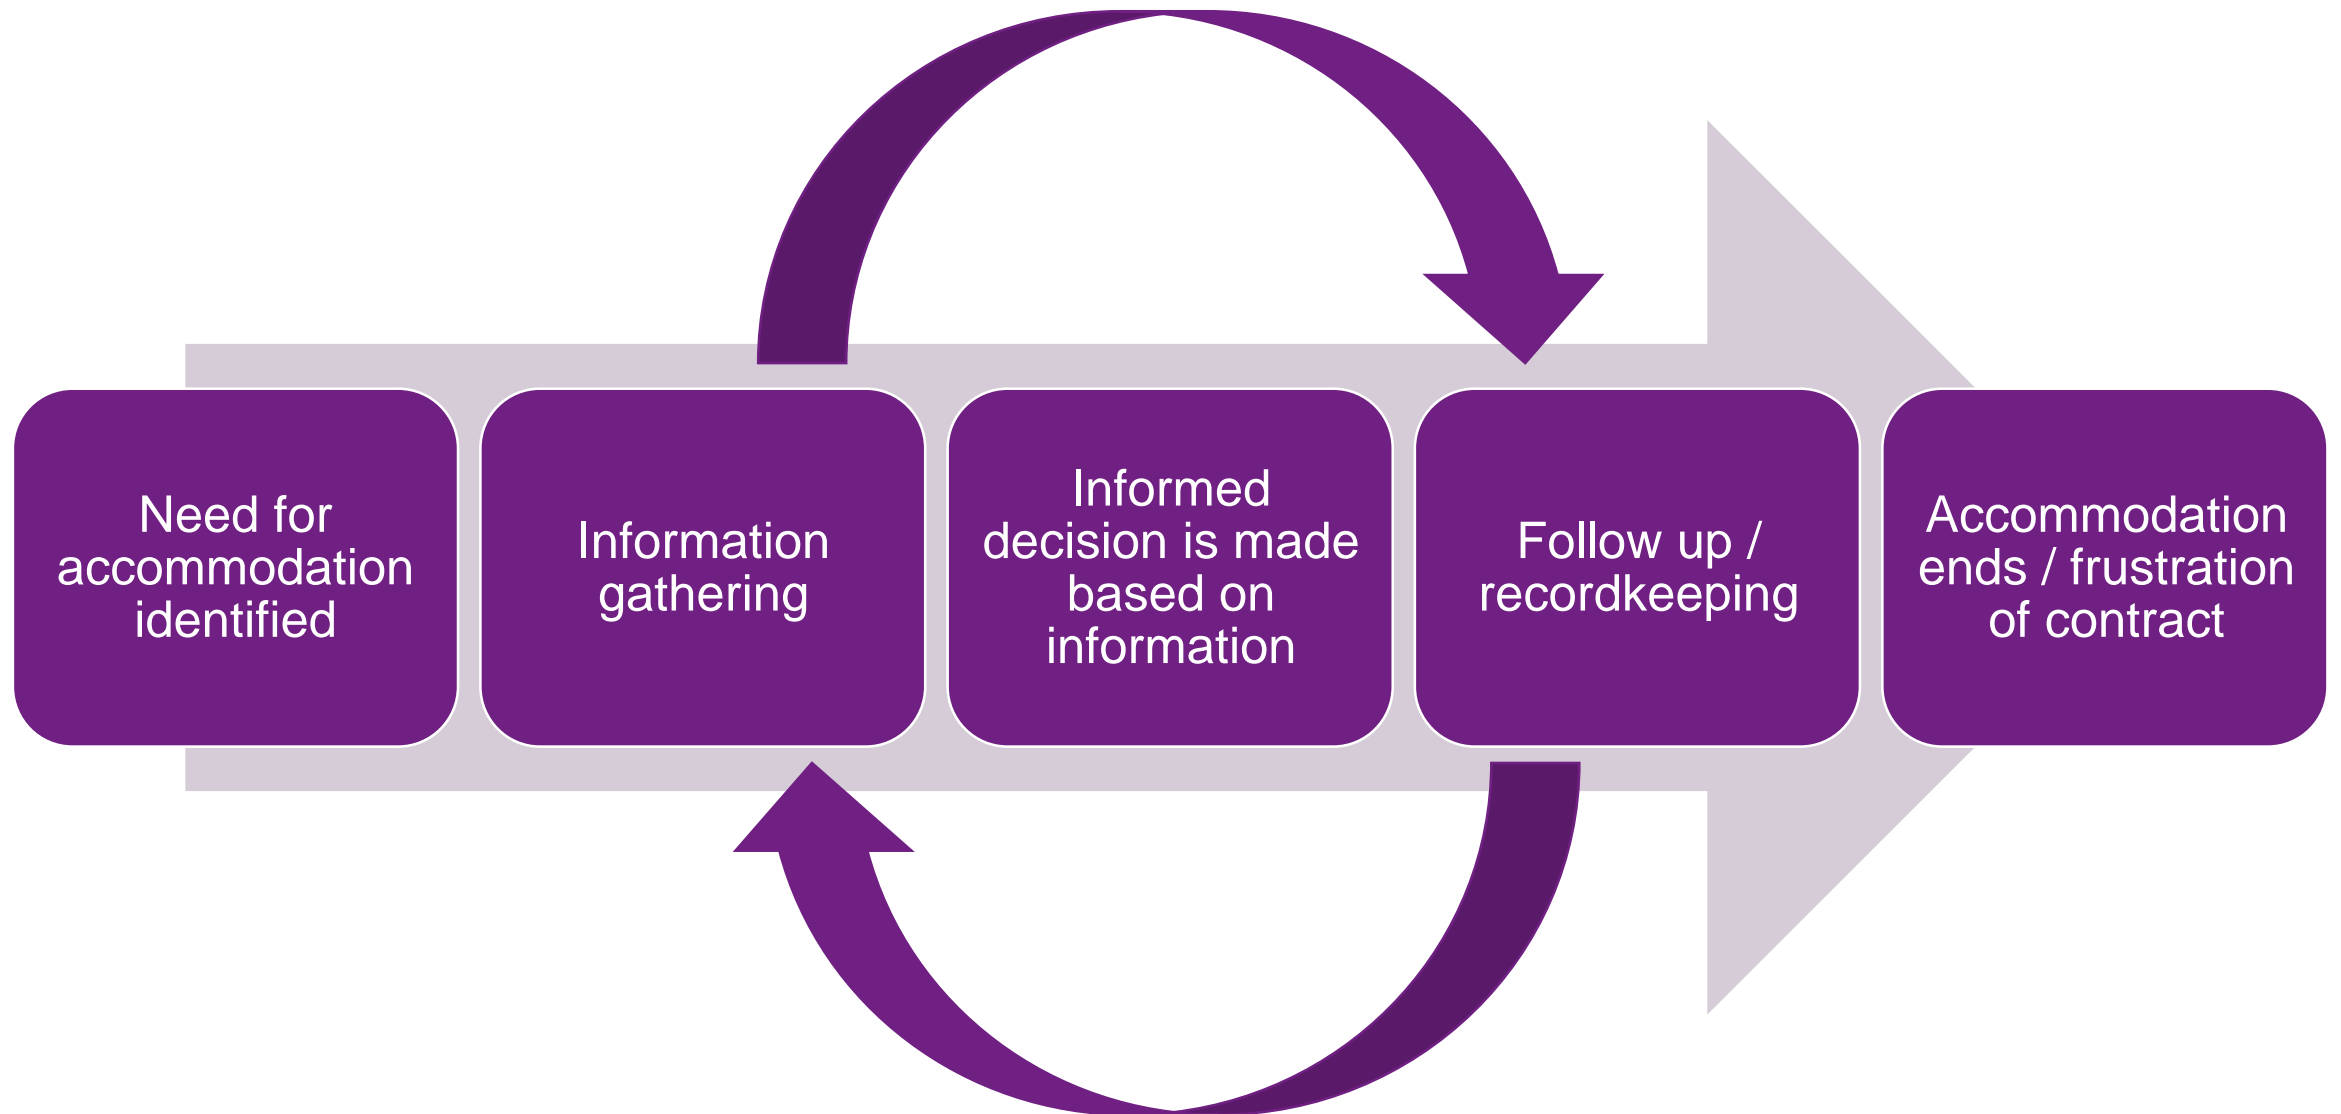 Need for
accommodation
identified
Information
gathering
Informed
decision is made
based on
information
Follow up /
recordkeeping
Accommodation
ends / frustration
of contract